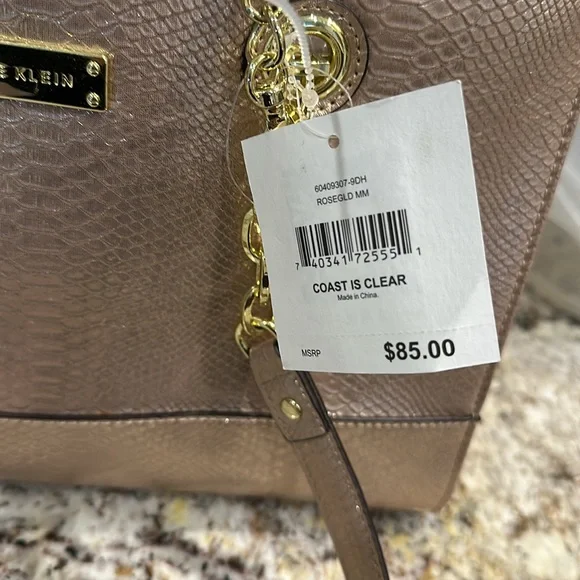 KLEIN
60409307-9DH
ROSEGLD MM
7 40341 72555 1
COAST IS CLEAR
Made in China.
MSRP $85.00